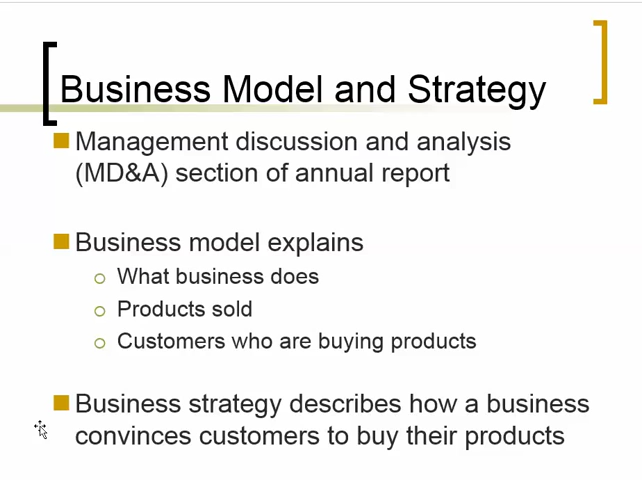 Business Model and Strategy
Management discussion and analysis
(MD&A) section of annual report
Business model explains
What business does
Products sold
Customers who are buying products
Business strategy describes how a business
convinces customers to buy their products